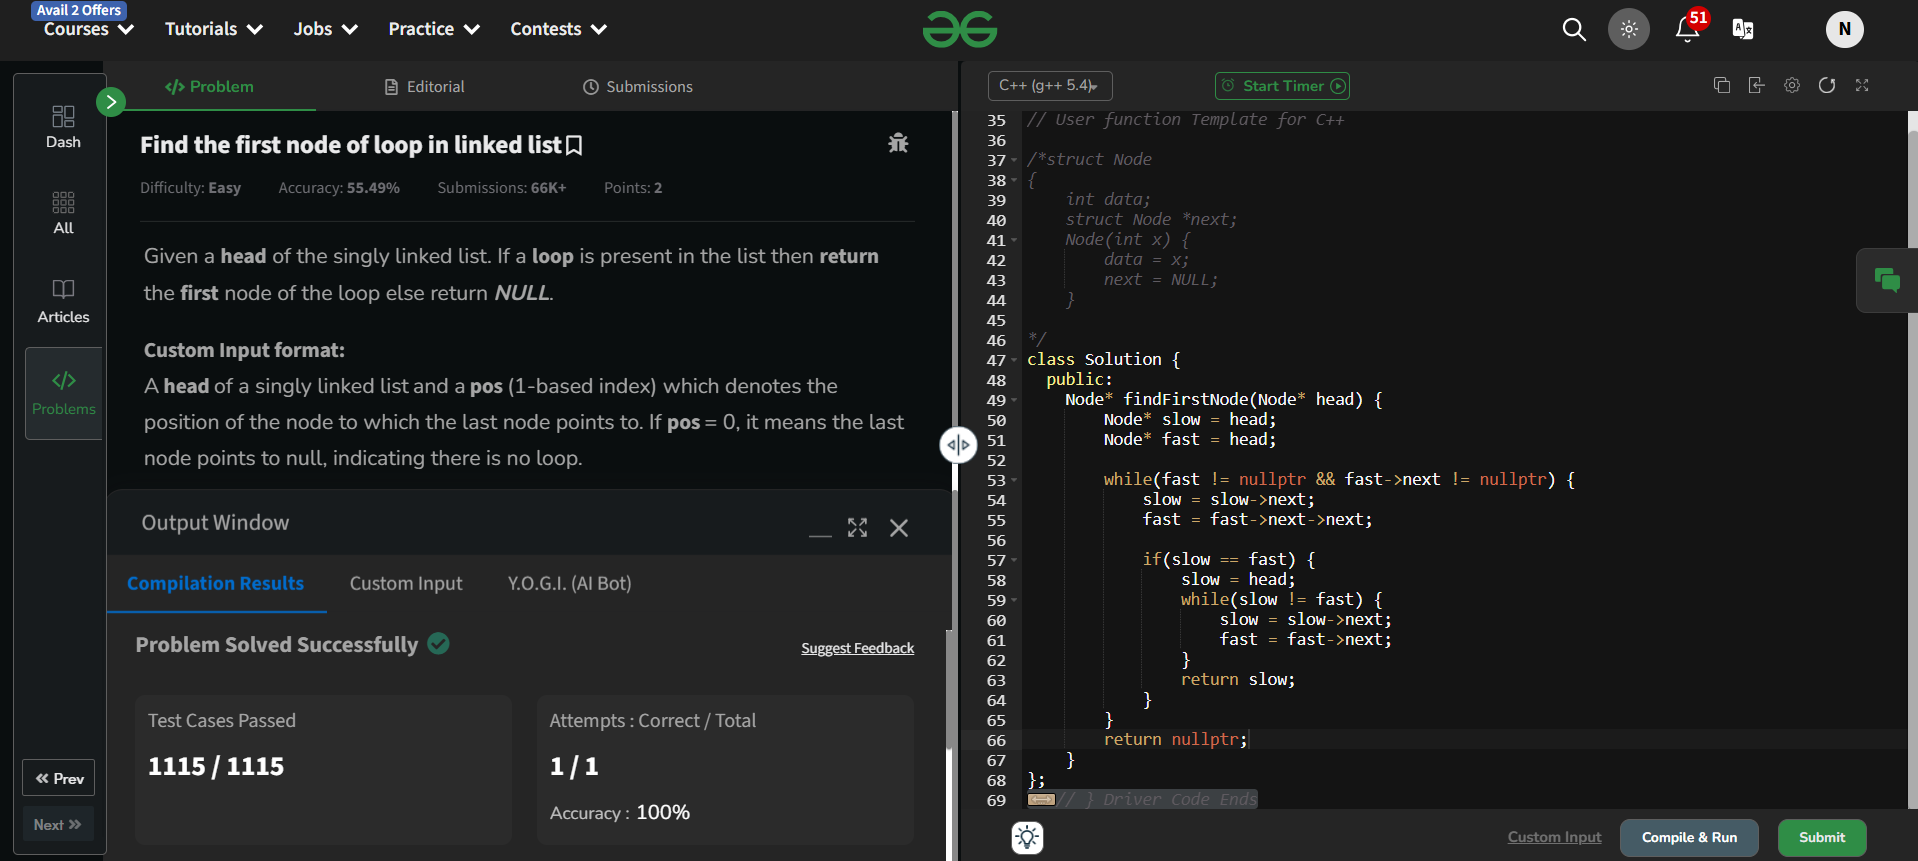 Avail 2 Offers
Courses Tutorials Jobs Practice Contests
51
N
Dash
All
Articles
</>
Problems
Prev
Next
</> Problem Editorial Submissions
Find the first node of loop in linked list
Difficulty: Easy Accuracy: 55.49% Submissions: 66K+ Points: 2
Given a head of the singly linked list. If a loop is present in the list then return
the first node of the loop else return NULL.
Custom Input format:
A head of a singly linked list and a pos (1-based index) which denotes the
position of the node to which the last node points to. If pos = 0, it means the last
node points to null, indicating there is no loop.
Output Window
Compilation Results Custom Input Y.O.G.I. (AI Bot)
Problem Solved Successfully
Suggest Feedback
Test Cases Passed
1115 / 1115
Attempts : Correct / Total
1 / 1
Accuracy : 100%
C++ (g++ 5.4) Start Timer
35 // User function Template for C++
36
37 /*struct Node
38 {
39     int data;
40     struct Node *next;
41     Node(int x) {
42         data = x;
43         next = NULL;
44     }
45
46 */
47 class Solution {
48   public:
49     Node* findFirstNode(Node* head) {
50         Node* slow = head;
51         Node* fast = head;
52
53         while(fast != nullptr && fast->next != nullptr) {
54             slow = slow->next;
55             fast = fast->next->next;
56
57             if(slow == fast) {
58                 slow = head;
59                 while(slow != fast) {
60                     slow = slow->next;
61                     fast = fast->next;
62                 }
63                 return slow;
64             }
65         }
66         return nullptr;
67     }
68 };
69 // } Driver Code Ends
Custom Input Compile & Run Submit